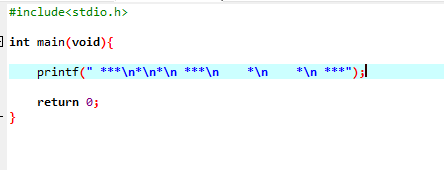 #include<stdio.h>
int main(void){
printf(" ***\n*\n*\n ***\n    *\n    *\n ***");
return 0;
}